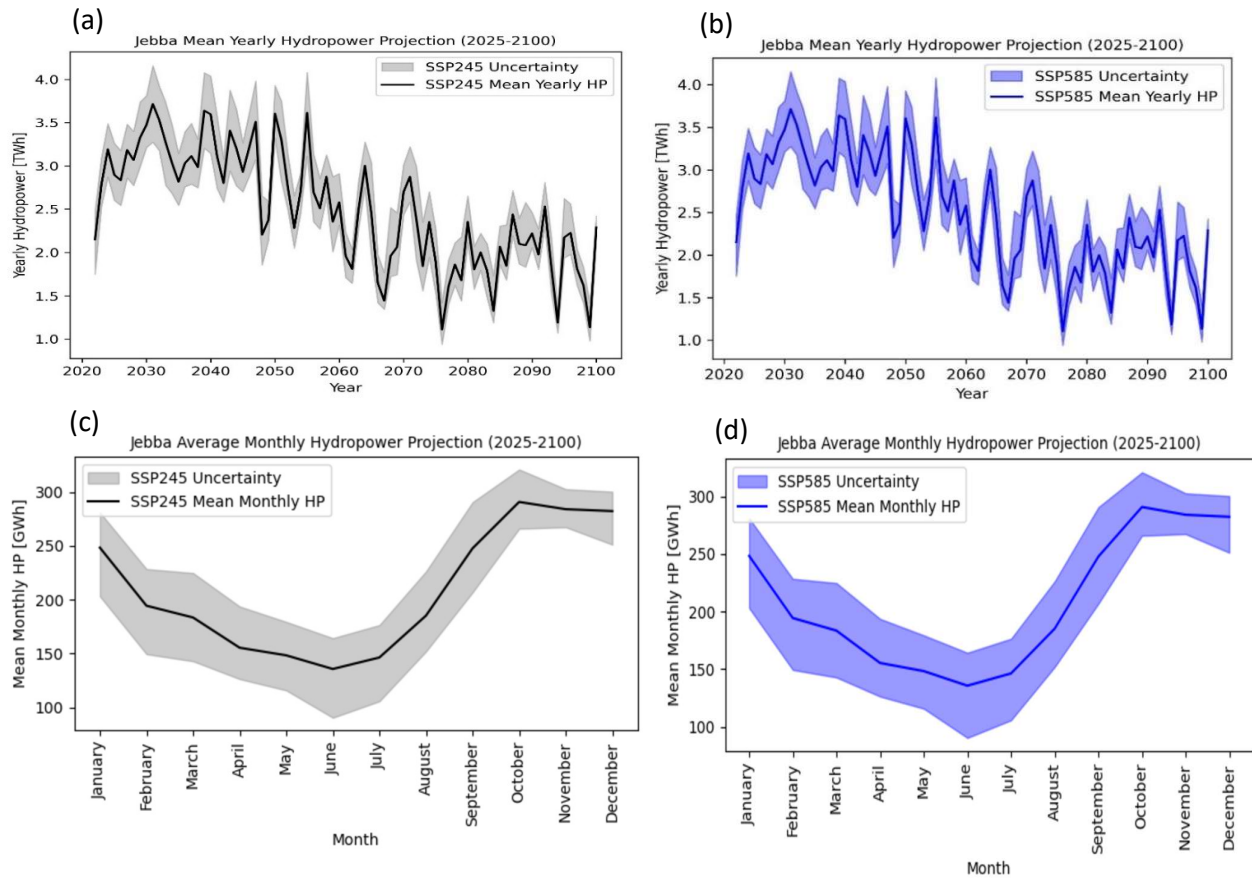 (a)
Jebba Mean Yearly Hydropower Projection (2025-2100)
SSP245 Uncertainty
SSP245 Mean Yearly HP
Yearly Hydropower [TWh]
4.0
3.5
3.0
2.5
2.0
1.5
1.0
2020 2030 2040 2050 2060 2070 2080 2090 2100
Year
(b)
Jebba Mean Yearly Hydropower Projection (2025-2100)
SSP585 Uncertainty
SSP585 Mean Yearly HP
Yearly Hydropower [TWh]
4.0
3.5
3.0
2.5
2.0
1.5
1.0
2020 2030 2040 2050 2060 2070 2080 2090 2100
Year
(c)
Jebba Average Monthly Hydropower Projection (2025-2100)
SSP245 Uncertainty
SSP245 Mean Monthly HP
Mean Monthly HP [GWh]
300
250
200
150
100
January
February
March
April
May
June
July
August
September
October
November
December
Month
(d)
Jebba Average Monthly Hydropower Projection (2025-2100)
SSP585 Uncertainty
SSP585 Mean Monthly HP
Mean Monthly HP [GWh]
300
250
200
150
100
January
February
March
April
May
June
July
August
September
October
November
December
Month